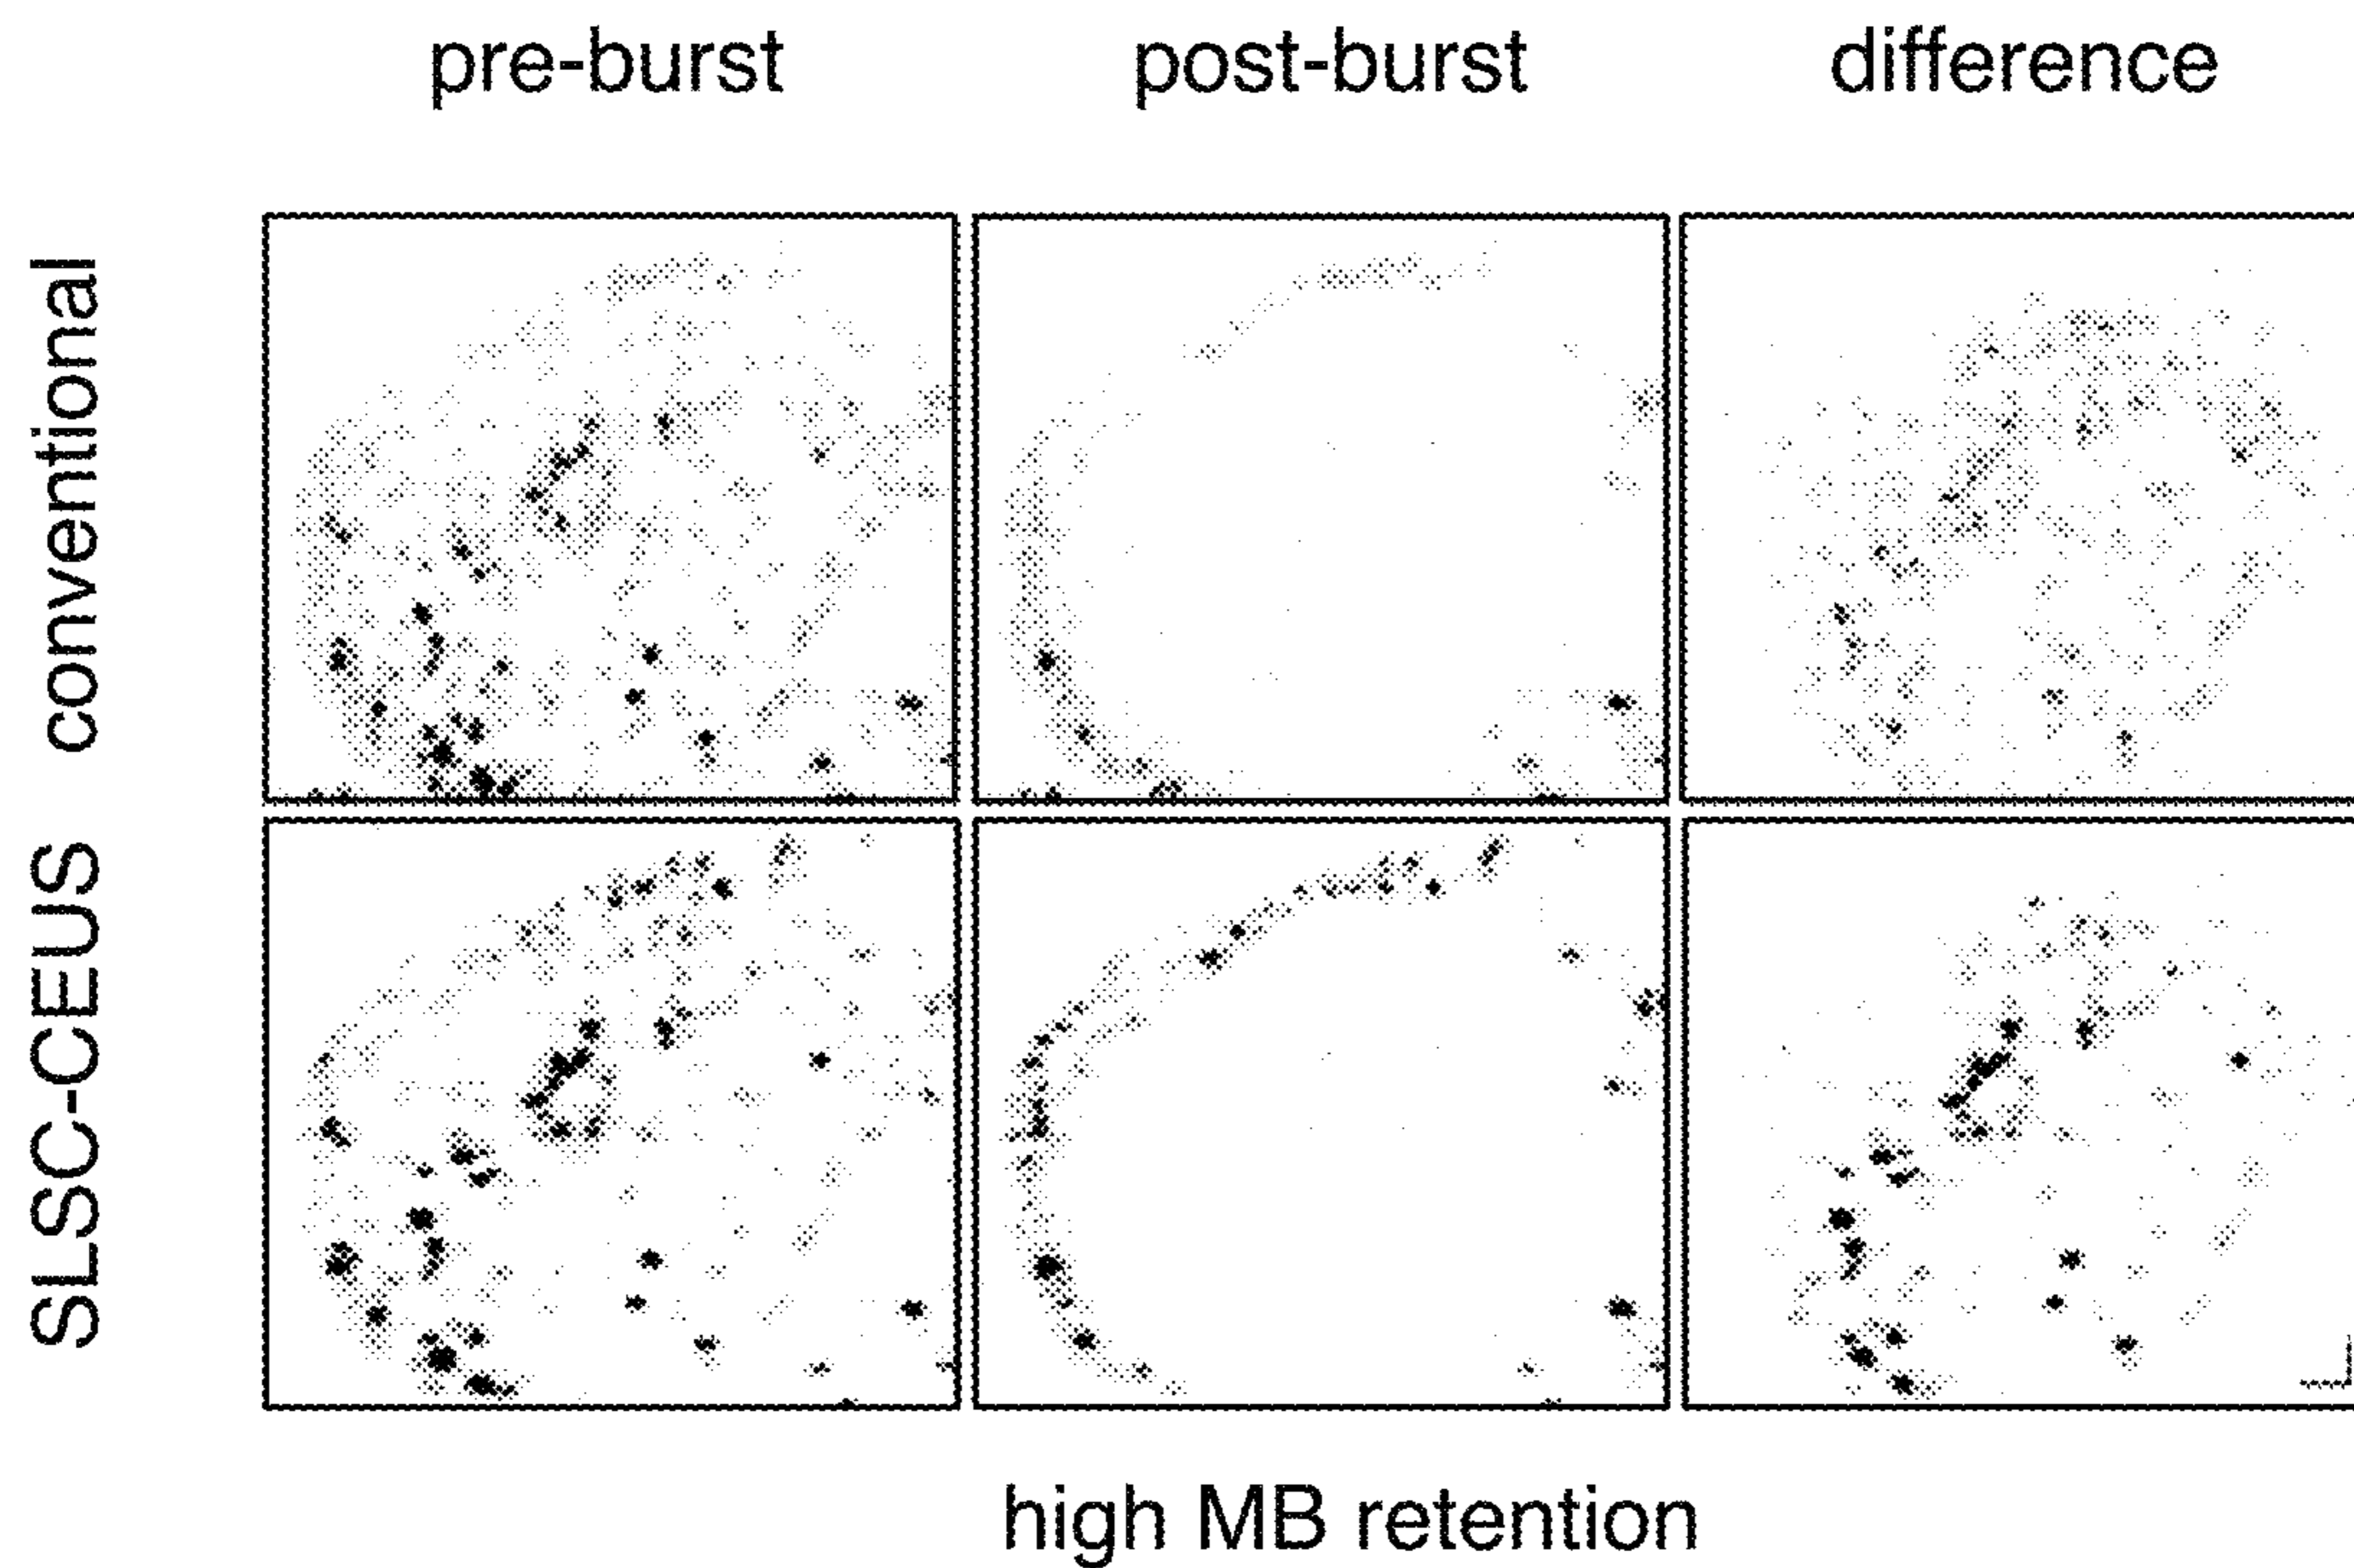 pre-burst post-burst difference
conventional
SLSC-CEUS
high MB retention